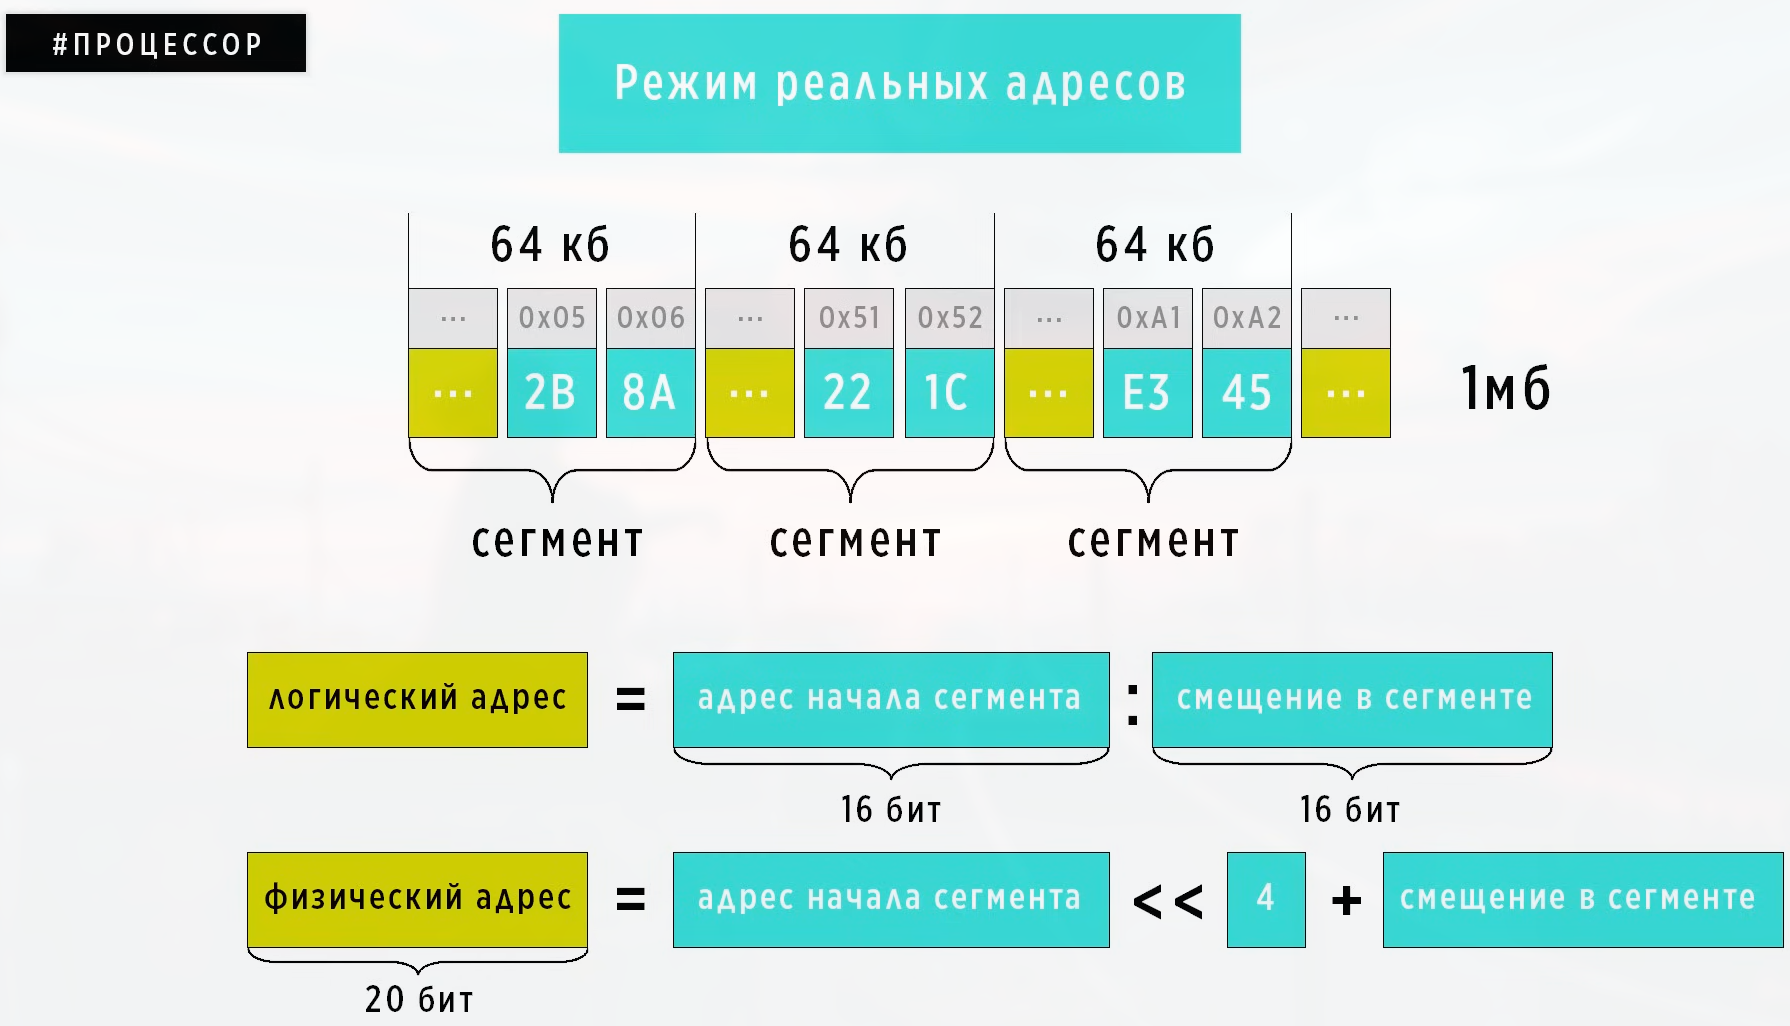 #ПРОЦЕССОР
Режим реальных адресов
64 кб 64 кб 64 кб
... 0x05 0x06 ... 0x51 0x52 ... 0xA1 0xA2 ...
... 2B 8A ... 22 1C ... E3 45 ... 1мб
сегмент сегмент сегмент
логический адрес = адрес начала сегмента : смещение в сегменте
16 бит 16 бит
физический адрес = адрес начала сегмента << 4 + смещение в сегменте
20 бит